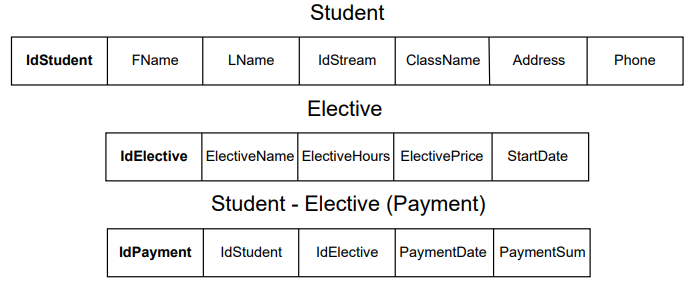 Student
IdStudent FName LName IdStream ClassName Address Phone
Elective
IdElective ElectiveName ElectiveHours ElectivePrice StartDate
Student - Elective (Payment)
IdPayment IdStudent IdElective PaymentDate PaymentSum